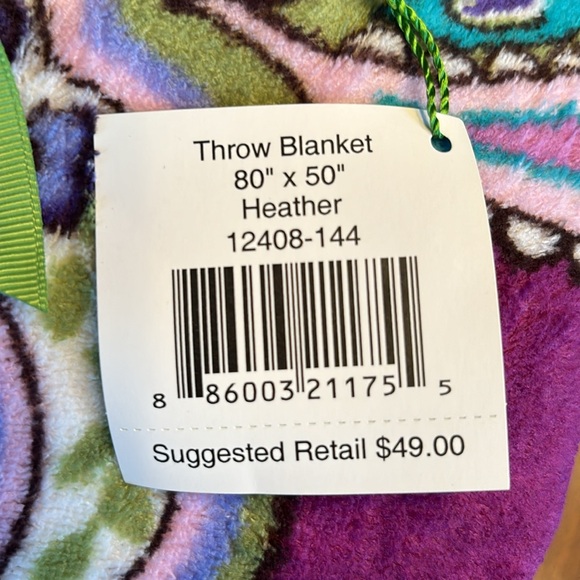 Throw Blanket
80" x 50"
Heather
12408-144
8 86003 21175 5
Suggested Retail $49.00